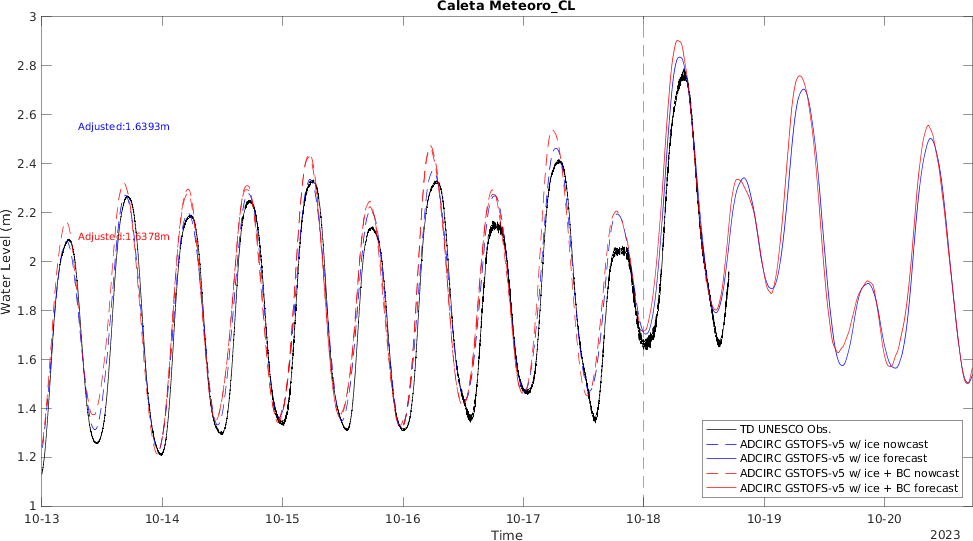 Caleta Meteoro_CL
3
2.8
2.6
2.4
2.2
2
1.8
1.6
1.4
1.2
1
Water Level (m)
Adjusted:1.6393m
Adjusted:1.6378m
TD UNESCO Obs.
ADCIRC GSTOFS-v5 w/ ice nowcast
ADCIRC GSTOFS-v5 w/ ice forecast
ADCIRC GSTOFS-v5 w/ ice + BC nowcast
ADCIRC GSTOFS-v5 w/ ice + BC forecast
10-13 10-14 10-15 10-16 10-17 10-18 10-19 10-20
Time
2023